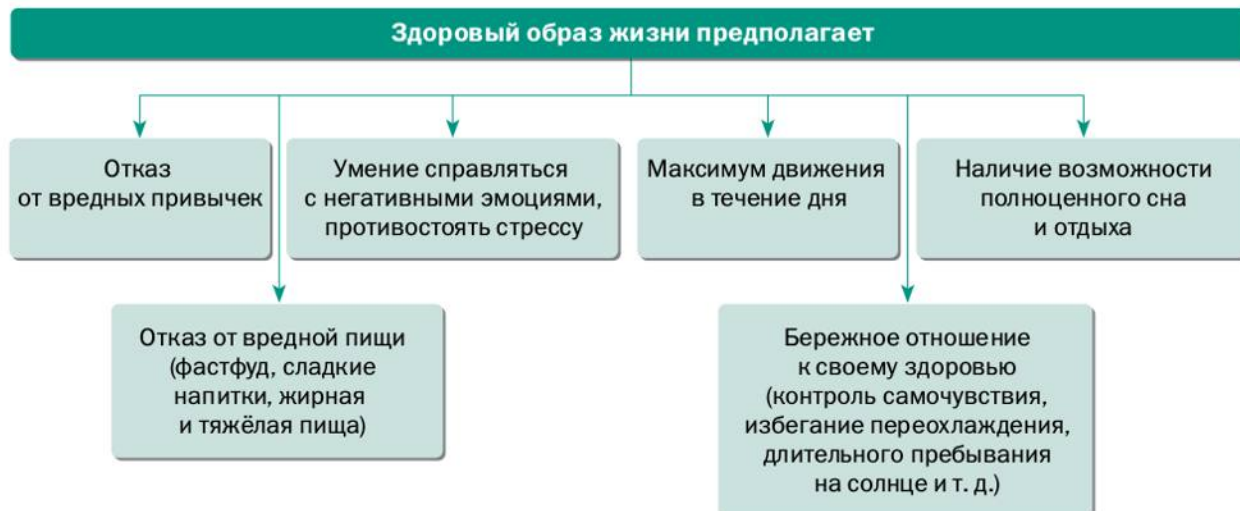 Здоровый образ жизни предполагает
Отказ
от вредных привычек
Умение справляться
с негативными эмоциями,
противостоять стрессу
Максимум движения
в течение дня
Наличие возможности
полноценного сна
и отдыха
Отказ от вредной пищи
(фастфуд, сладкие
напитки, жирная
и тяжёлая пища)
Бережное отношение
к своему здоровью
(контроль самочувствия,
избегание переохлаждения,
длительного пребывания
на солнце и т. д.)